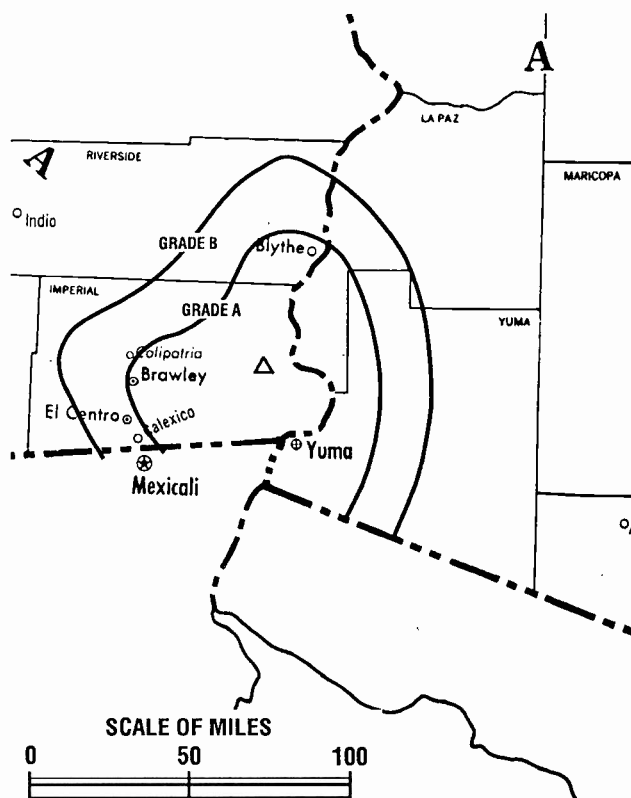 A
LA PAZ
A
RIVERSIDE
MARICOPA
Indio
GRADE B
Blythe
IMPERIAL
GRADE A
YUMA
Calipatria
Brawley
El Centro
Calexico
Yuma
Mexicali
SCALE OF MILES
0 50 100